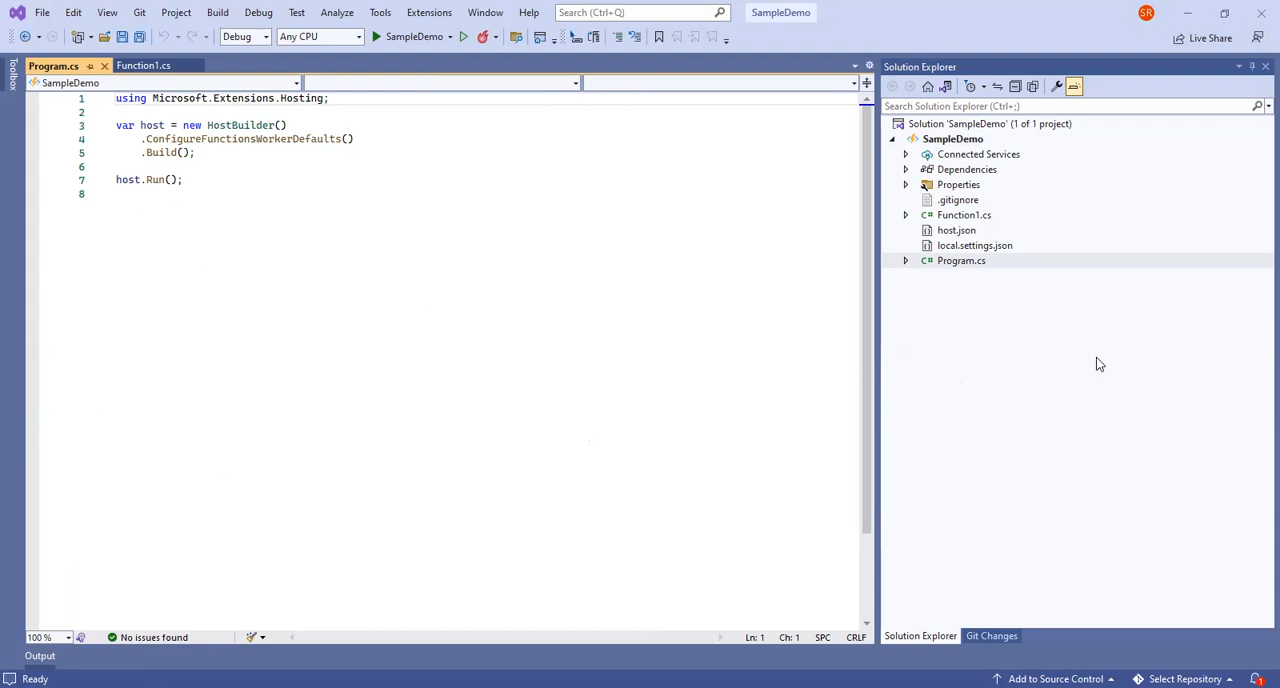 File Edit View Git Project Build Debug Test Analyze Tools Extensions Window Help Search (Ctrl+Q) SampleDemo SR
Debug Any CPU SampleDemo Live Share
Toolbox
Program.cs Function1.cs
SampleDemo
1 using Microsoft.Extensions.Hosting;
2
3 var host = new HostBuilder()
4 .ConfigureFunctionsWorkerDefaults()
5 .Build();
6
7 host.Run();
8
100 % No issues found Ln: 1 Ch: 1 SPC CRLF
Output
Solution Explorer
Search Solution Explorer (Ctrl+;)
Solution 'SampleDemo' (1 of 1 project)
SampleDemo
Connected Services
Dependencies
Properties
.gitignore
C# Function1.cs
host.json
local.settings.json
C# Program.cs
Solution Explorer Git Changes
Ready Add to Source Control Select Repository 1